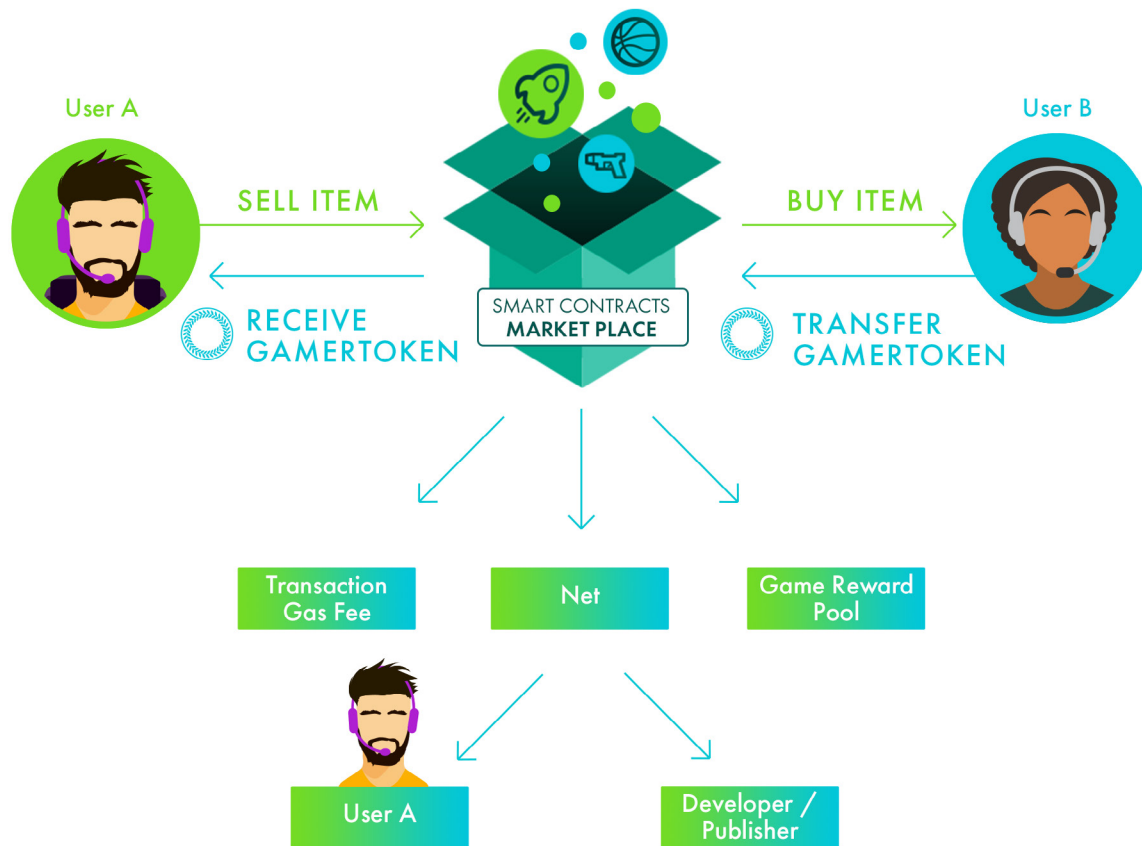 User A
User B
SELL ITEM
BUY ITEM
RECEIVE
GAMERTOKEN
SMART CONTRACTS
MARKET PLACE
TRANSFER
GAMERTOKEN
Transaction
Gas Fee
Net
Game Reward
Pool
User A
Developer /
Publisher